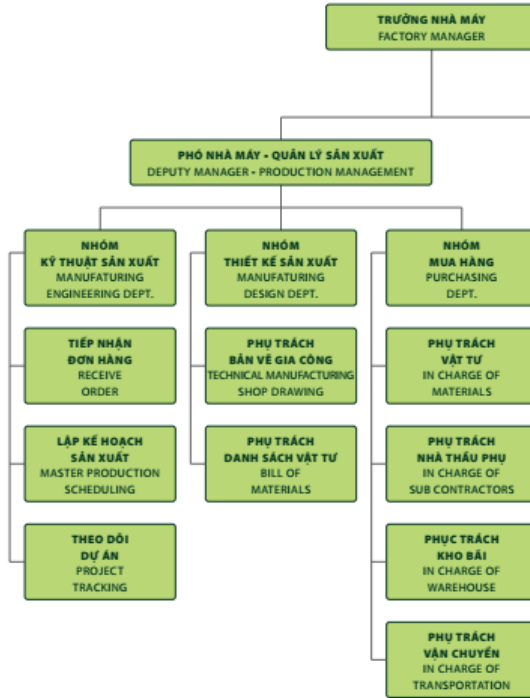 TRƯỞNG NHÀ MÁY
FACTORY MANAGER
PHÓ NHÀ MÁY - QUẢN LÝ SẢN XUẤT
DEPUTY MANAGER - PRODUCTION MANAGEMENT
NHÓM
KỸ THUẬT SẢN XUẤT
MANUFATURING
ENGINEERING DEPT.
TIẾP NHẬN
ĐƠN HÀNG
RECEIVE
ORDER
LẬP KẾ HOẠCH
SẢN XUẤT
MASTER PRODUCTION
SCHEDULING
THEO DÕI
DỰ ÁN
PROJECT
TRACKING
NHÓM
THIẾT KẾ SẢN XUẤT
MANUFATURING
DESIGN DEPT.
PHỤ TRÁCH
BẢN VẼ GIA CÔNG
TECHNICAL MANUFACTURING
SHOP DRAWING
PHỤ TRÁCH
DANH SÁCH VẬT TƯ
BILL OF
MATERIALS
NHÓM
MUA HÀNG
PURCHASING
DEPT.
PHỤ TRÁCH
VẬT TƯ
IN CHARGE OF
MATERIALS
PHỤ TRÁCH
NHÀ THẦU PHỤ
IN CHARGE OF
SUB CONTRACTORS
PHỤC TRÁCH
KHO BÃI
IN CHARGE OF
WAREHOUSE
PHỤ TRÁCH
VẬN CHUYỂN
IN CHARGE OF
TRANSPORTATION